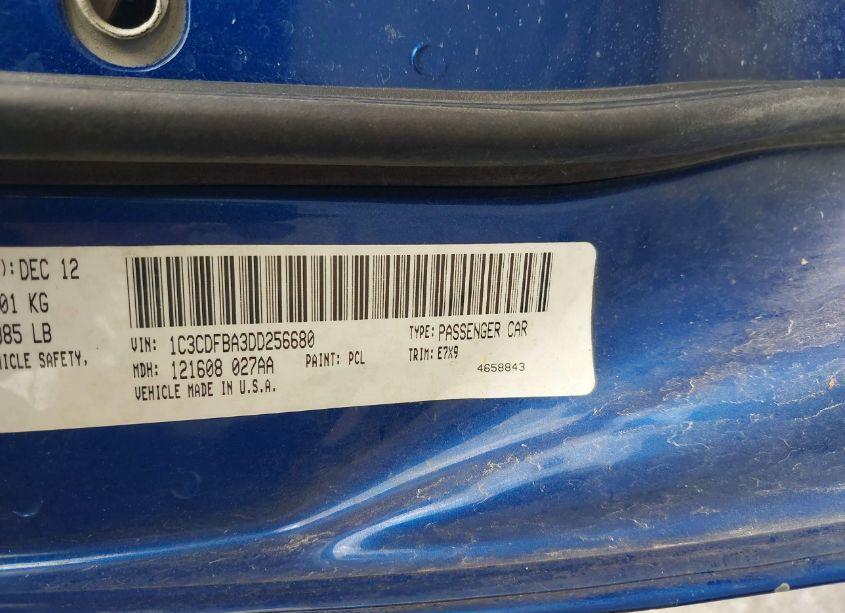 ): DEC 12
01 KG
085 LB
HICLE SAFETY,
VIN: 1C3CDFBA3DD256680
TYPE: PASSENGER CAR
MDH: 121608 027AA
PAINT: PCL
TRIM: E7X9
VEHICLE MADE IN U.S.A.
4658843